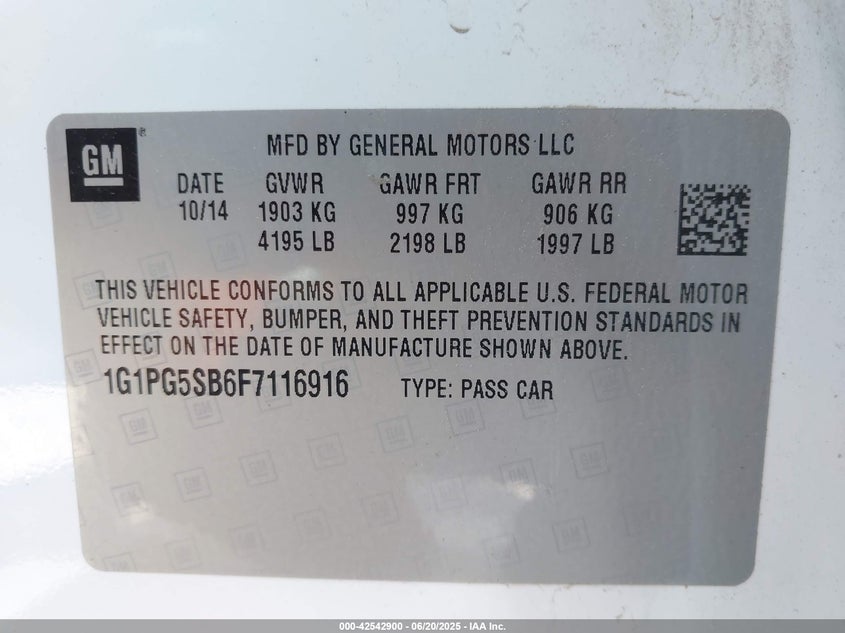 GM
MFD BY GENERAL MOTORS LLC
DATE GVWR GAWR FRT GAWR RR
10/14 1903 KG 997 KG 906 KG
4195 LB 2198 LB 1997 LB
THIS VEHICLE CONFORMS TO ALL APPLICABLE U.S. FEDERAL MOTOR
VEHICLE SAFETY, BUMPER, AND THEFT PREVENTION STANDARDS IN
EFFECT ON THE DATE OF MANUFACTURE SHOWN ABOVE.
1G1PG5SB6F7116916 TYPE: PASS CAR
000-42542900 - 06/20/2025 - IAA Inc.